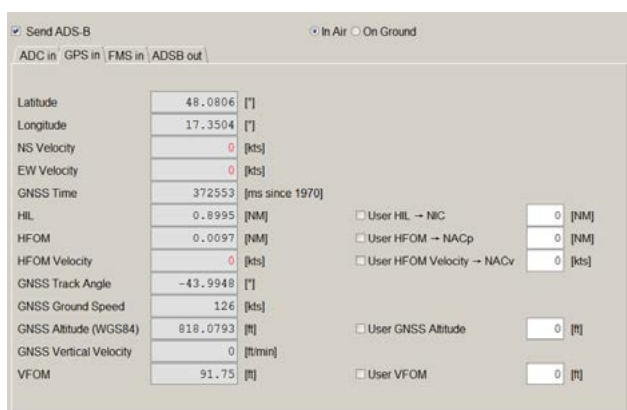 Send ADS-B In Air On Ground
ADC in GPS in FMS in ADSB out
Latitude 48.0806 [°]
Longitude 17.3504 [°]
NS Velocity 0 [kts]
EW Velocity 0 [kts]
GNSS Time 372553 [ms since 1970]
HIL 0.8995 [NM] User HIL → NIC 0 [NM]
HFOM 0.0097 [NM] User HFOM → NACp 0 [NM]
HFOM Velocity 0 [kts] User HFOM Velocity → NACv 0 [kts]
GNSS Track Angle -43.9948 [°]
GNSS Ground Speed 126 [kts]
GNSS Altitude (WGS84) 818.0793 [ft] User GNSS Altitude 0 [ft]
GNSS Vertical Velocity 0 [ft/min]
VFOM 91.75 [ft] User VFOM 0 [ft]